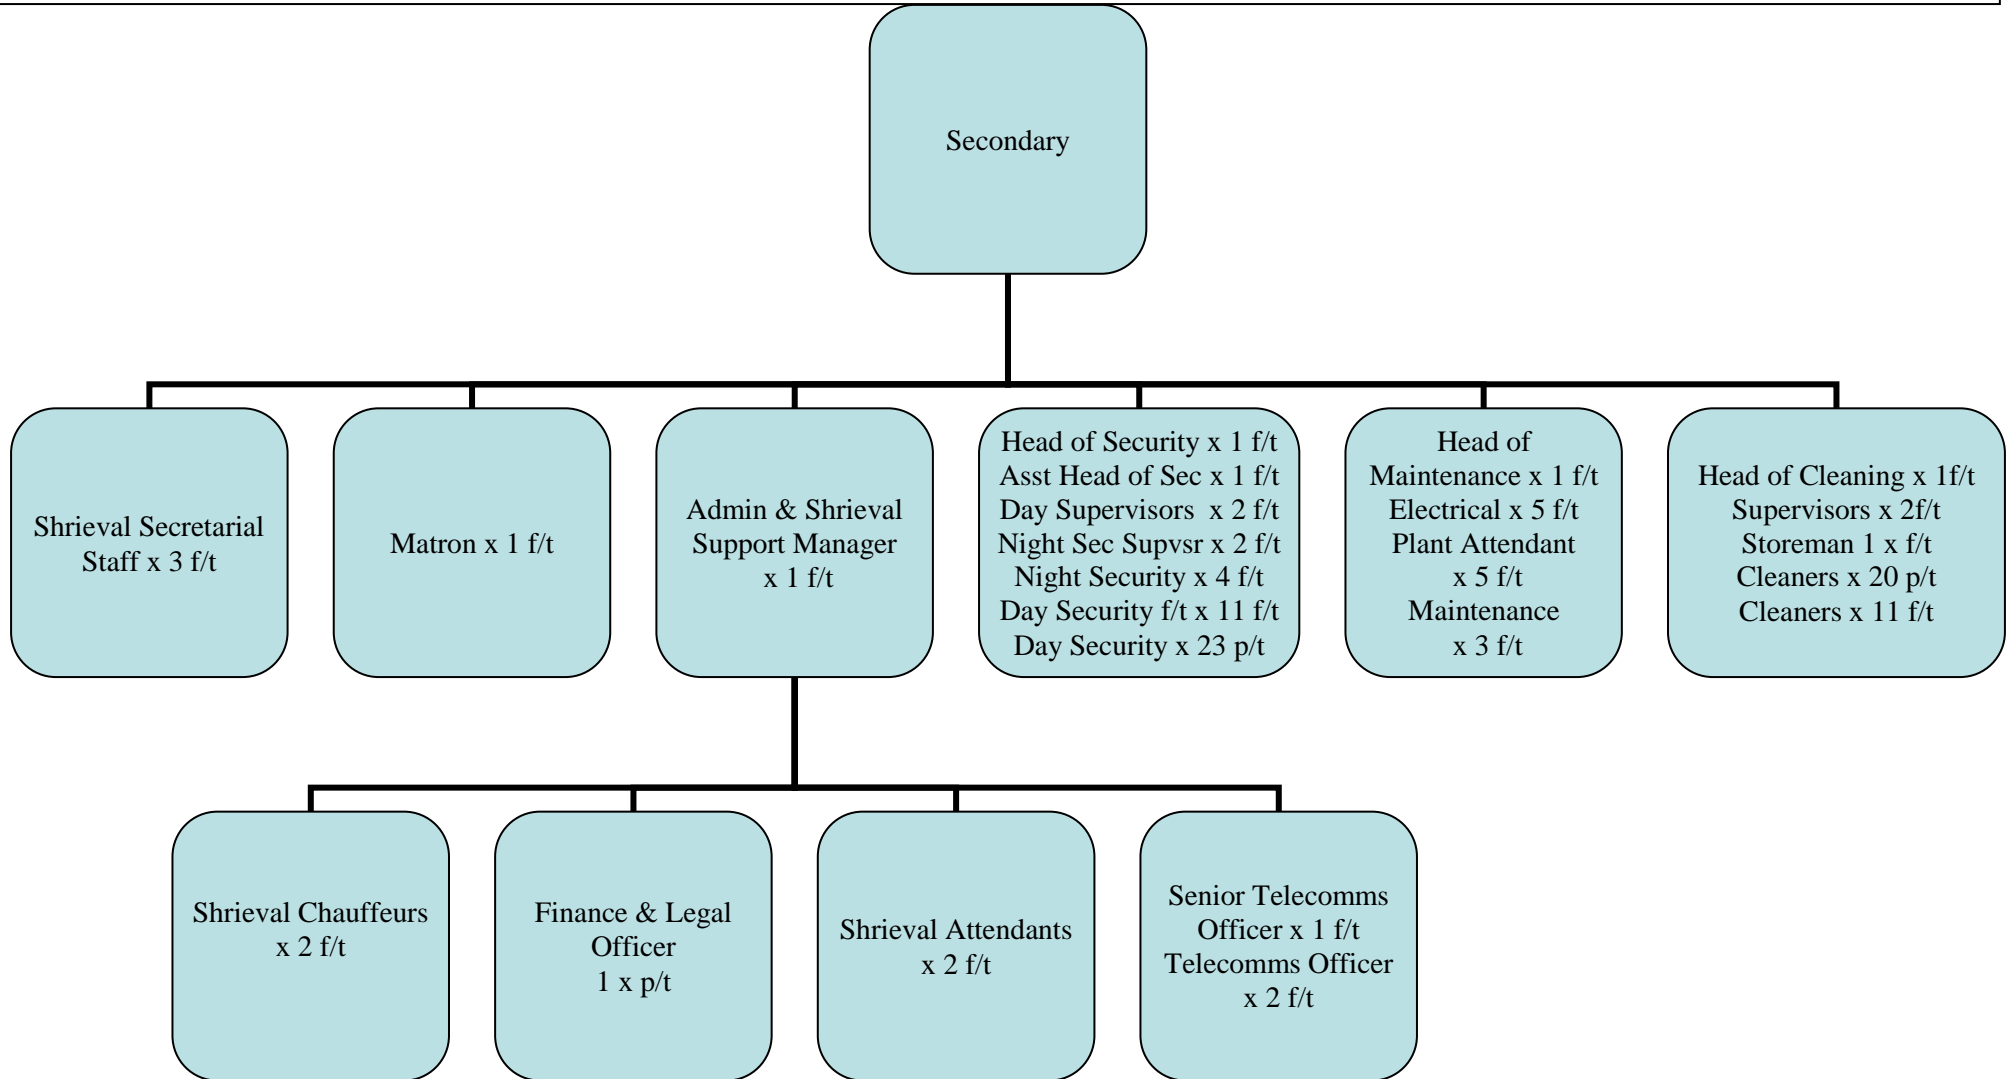 Secondary
Shrieval Secretarial
Staff x 3 f/t
Matron x 1 f/t
Admin & Shrieval
Support Manager
x 1 f/t
Head of Security x 1 f/t
Asst Head of Sec x 1 f/t
Day Supervisors  x 2 f/t
Night Sec Supvsr x 2 f/t
Night Security x 4 f/t
Day Security f/t x 11 f/t
Day Security x 23 p/t
Head of
Maintenance x 1 f/t
Electrical x 5 f/t
Plant Attendant
x 5 f/t
Maintenance
x 3 f/t
Head of Cleaning x 1f/t
Supervisors x 2f/t
Storeman 1 x f/t
Cleaners x 20 p/t
Cleaners x 11 f/t
Shrieval Chauffeurs
x 2 f/t
Finance & Legal
Officer
1 x p/t
Shrieval Attendants
x 2 f/t
Senior Telecomms
Officer x 1 f/t
Telecomms Officer
x 2 f/t